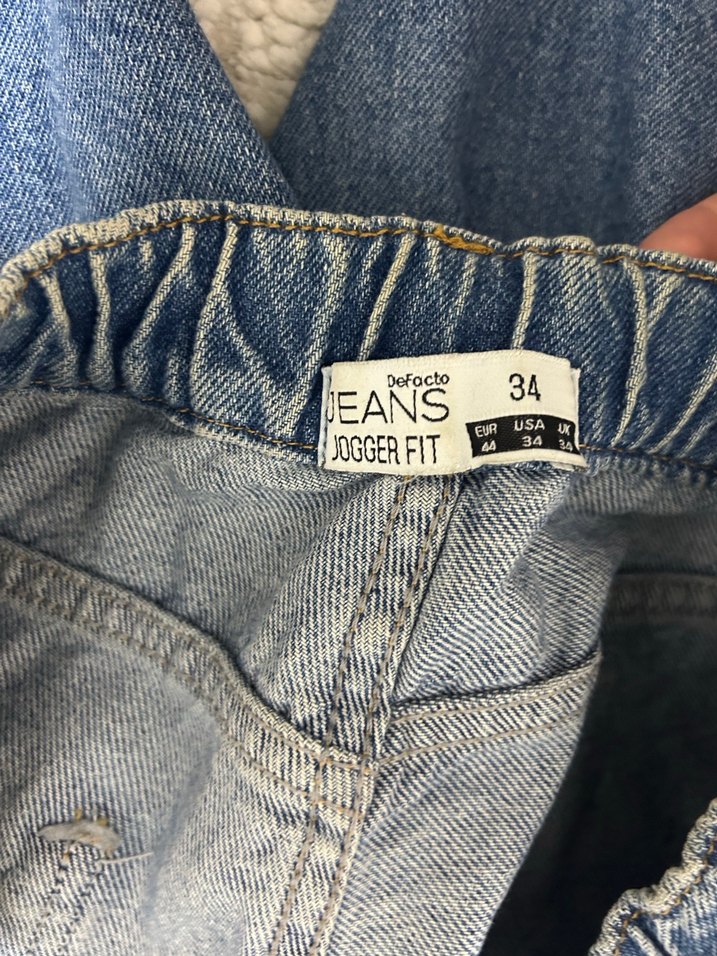 DeFacto
JEANS
JOGGER FIT
34
EUR USA UK
44 34 34